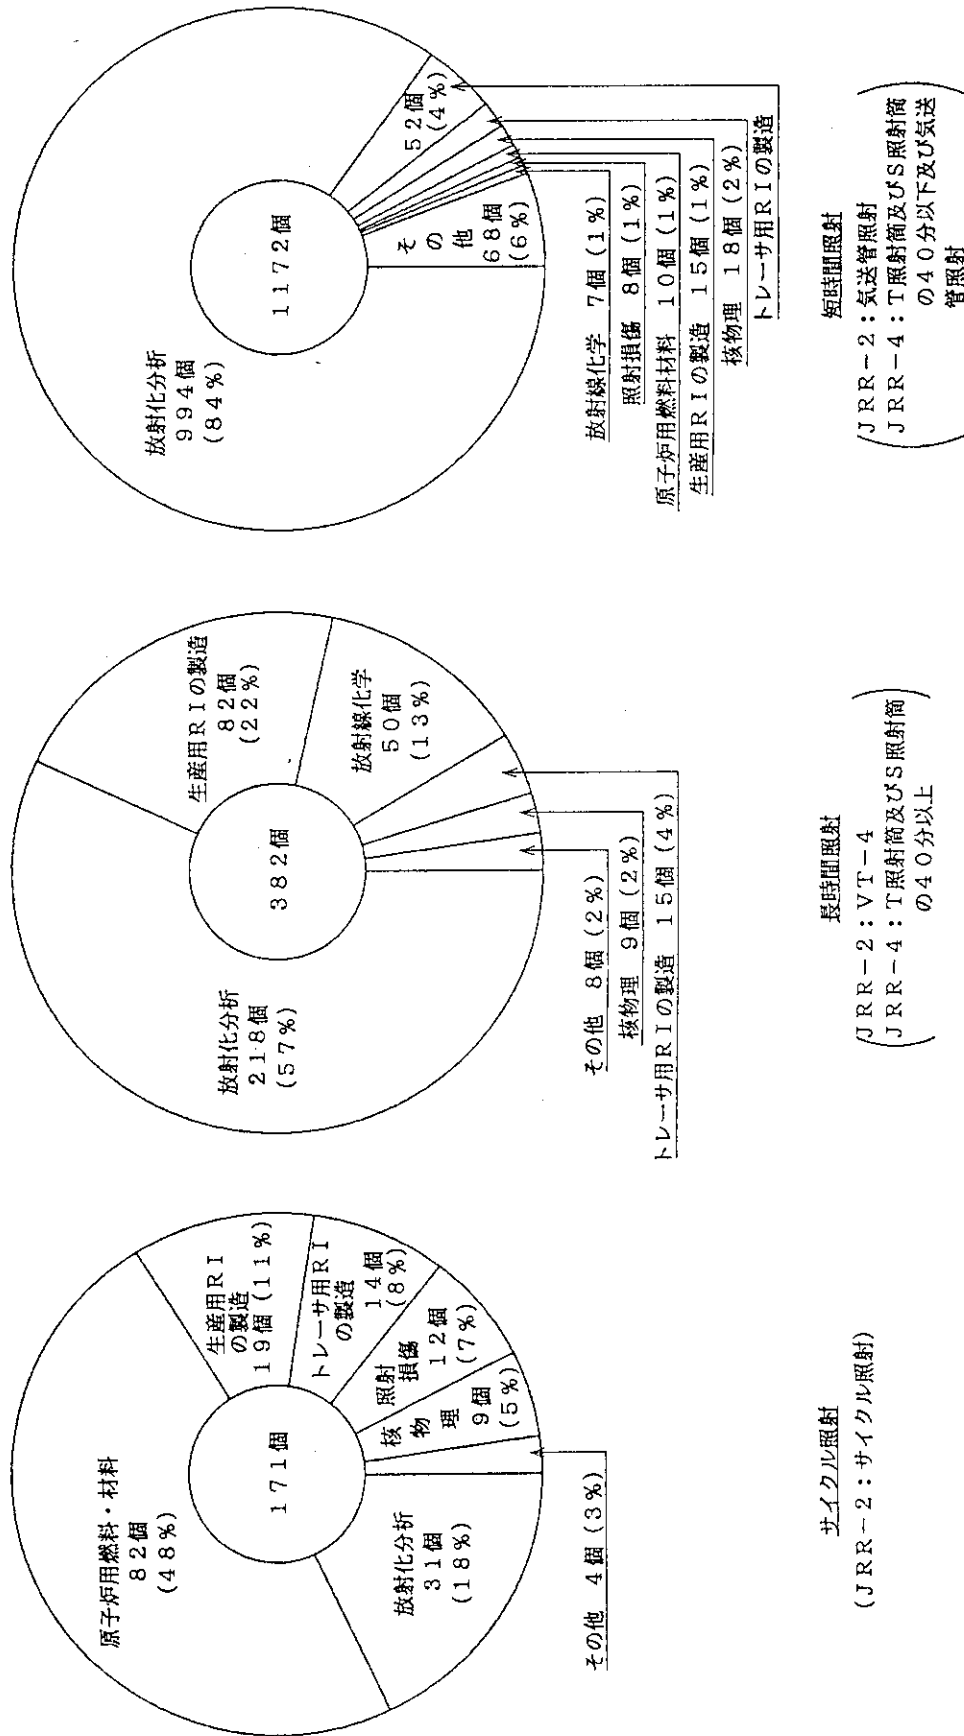 原子炉用燃料・材料
82個
(48%)
生産用RI
の製造
19個(11%)
トレーサ用RI
の製造
14個
(8%)
照射
損傷
12個
(7%)
核物理
9個
(5%)
171個
放射化分析
31個
(18%)
その他 4個(3%)
サイクル照射
(JRR-2:サイクル照射)
放射化分析
218個
(57%)
生産用RIの製造
82個
(22%)
放射線化学
50個
(13%)
382個
その他 8個(2%)
核物理 9個(2%)
トレーサ用RIの製造 15個(4%)
長時間照射
JRR-2:VT-4
JRR-4:T照射筒及びS照射筒
の40分以上
放射化分析
994個
(84%)
1172個
52個
(4%)
その他
68個
(6%)
放射線化学 7個(1%)
照射損傷 8個(1%)
原子炉用燃料材料 10個(1%)
生産用RIの製造 15個(1%)
核物理 18個(2%)
トレーサ用RIの製造
短時間照射
JRR-2:気送管照射
JRR-4:T照射筒及びS照射筒
の40分以下及び気送
管照射